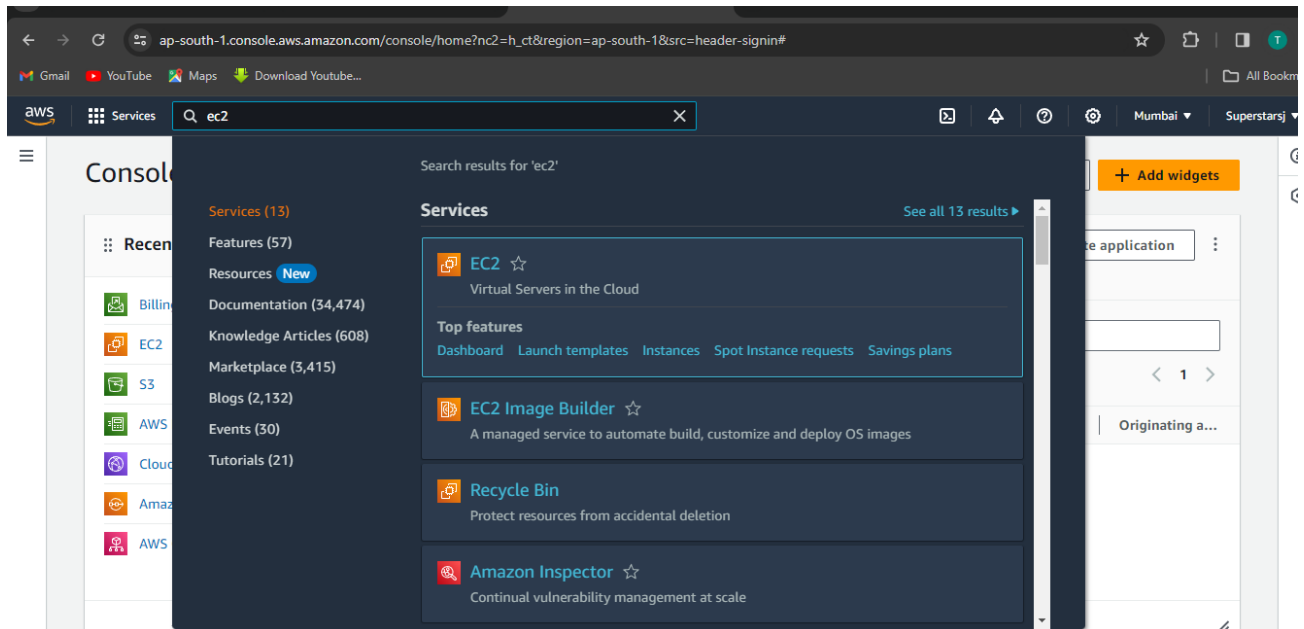 ap-south-1.console.aws.amazon.com/console/home?nc2=h_ct&region=ap-south-1&src=header-signin#
T
Gmail YouTube Maps Download Youtube... All Bookm
aws Services ec2 Mumbai Superstarsj
Search results for 'ec2'
Consol
Add widgets
Services (13)
Features (57)
Resources New
Documentation (34,474)
Knowledge Articles (608)
Marketplace (3,415)
Blogs (2,132)
Events (30)
Tutorials (21)
Services See all 13 results
EC2
Virtual Servers in the Cloud
Top features
Dashboard Launch templates Instances Spot Instance requests Savings plans
EC2 Image Builder
A managed service to automate build, customize and deploy OS images
Recycle Bin
Protect resources from accidental deletion
Amazon Inspector
Continual vulnerability management at scale
Recen
Billin
EC2
S3
AWS
Clou
Amaz
AWS
te application
1
Originating a...